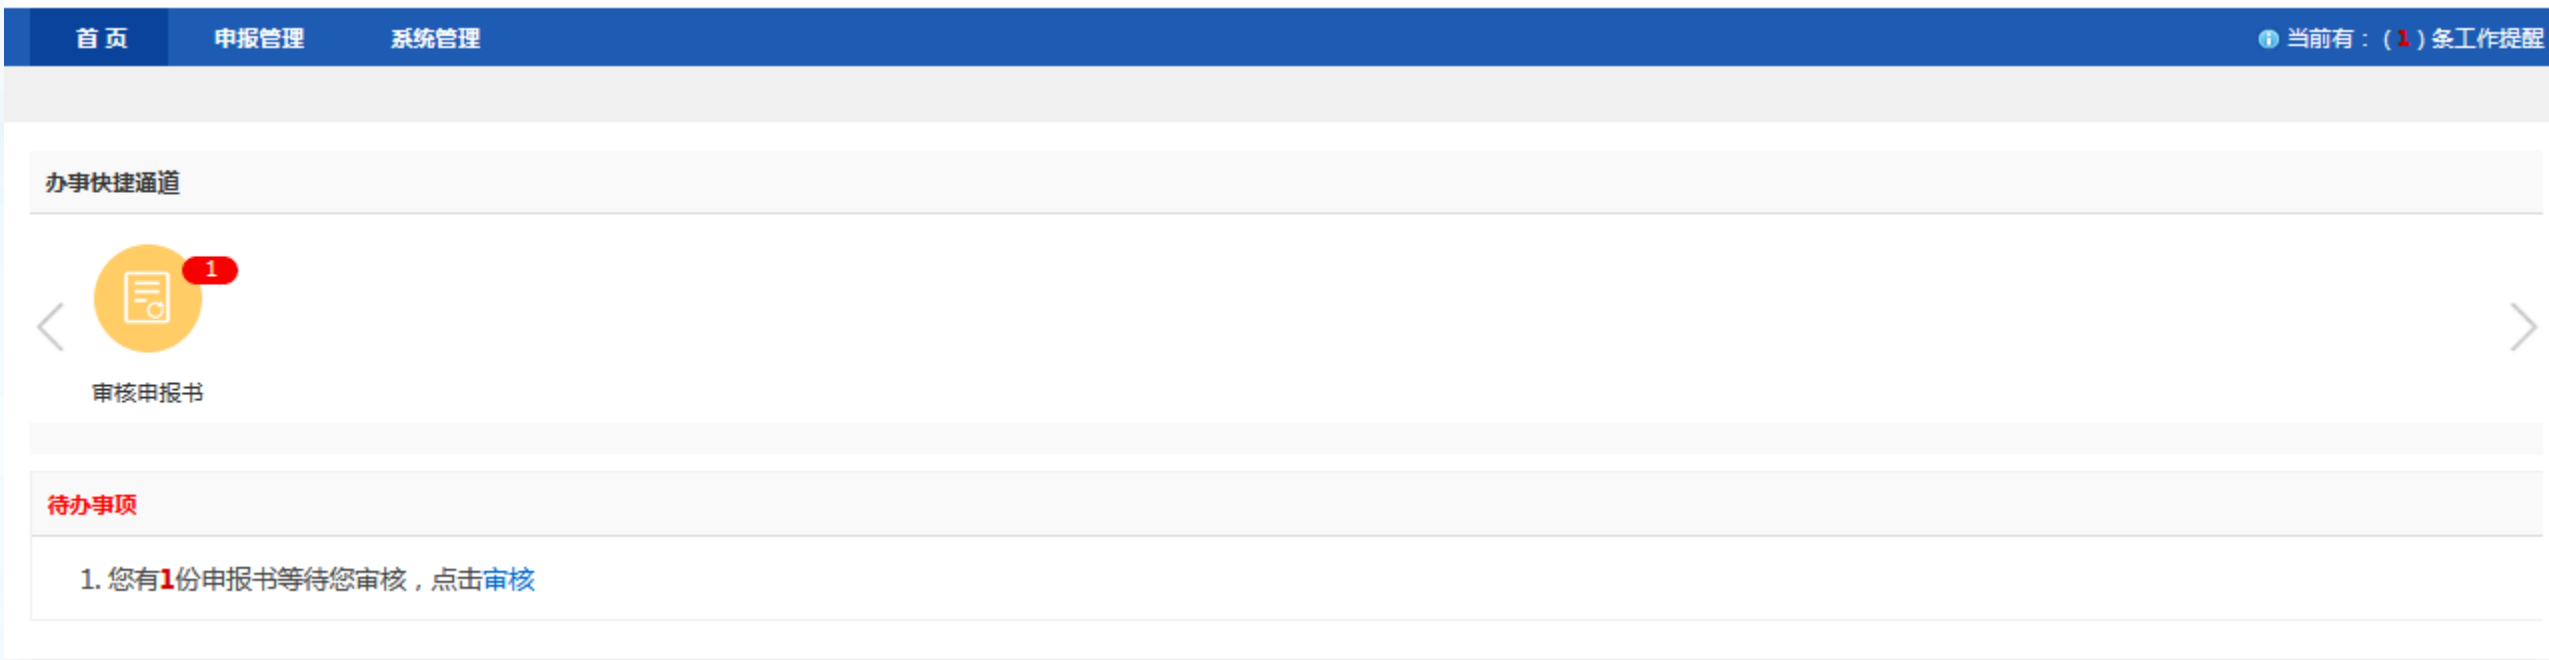 首 页 申报管理 系统管理 当前有：(1) 条工作提醒
办事快捷通道
1
审核申报书
待办事项
1. 您有1份申报书等待您审核，点击审核